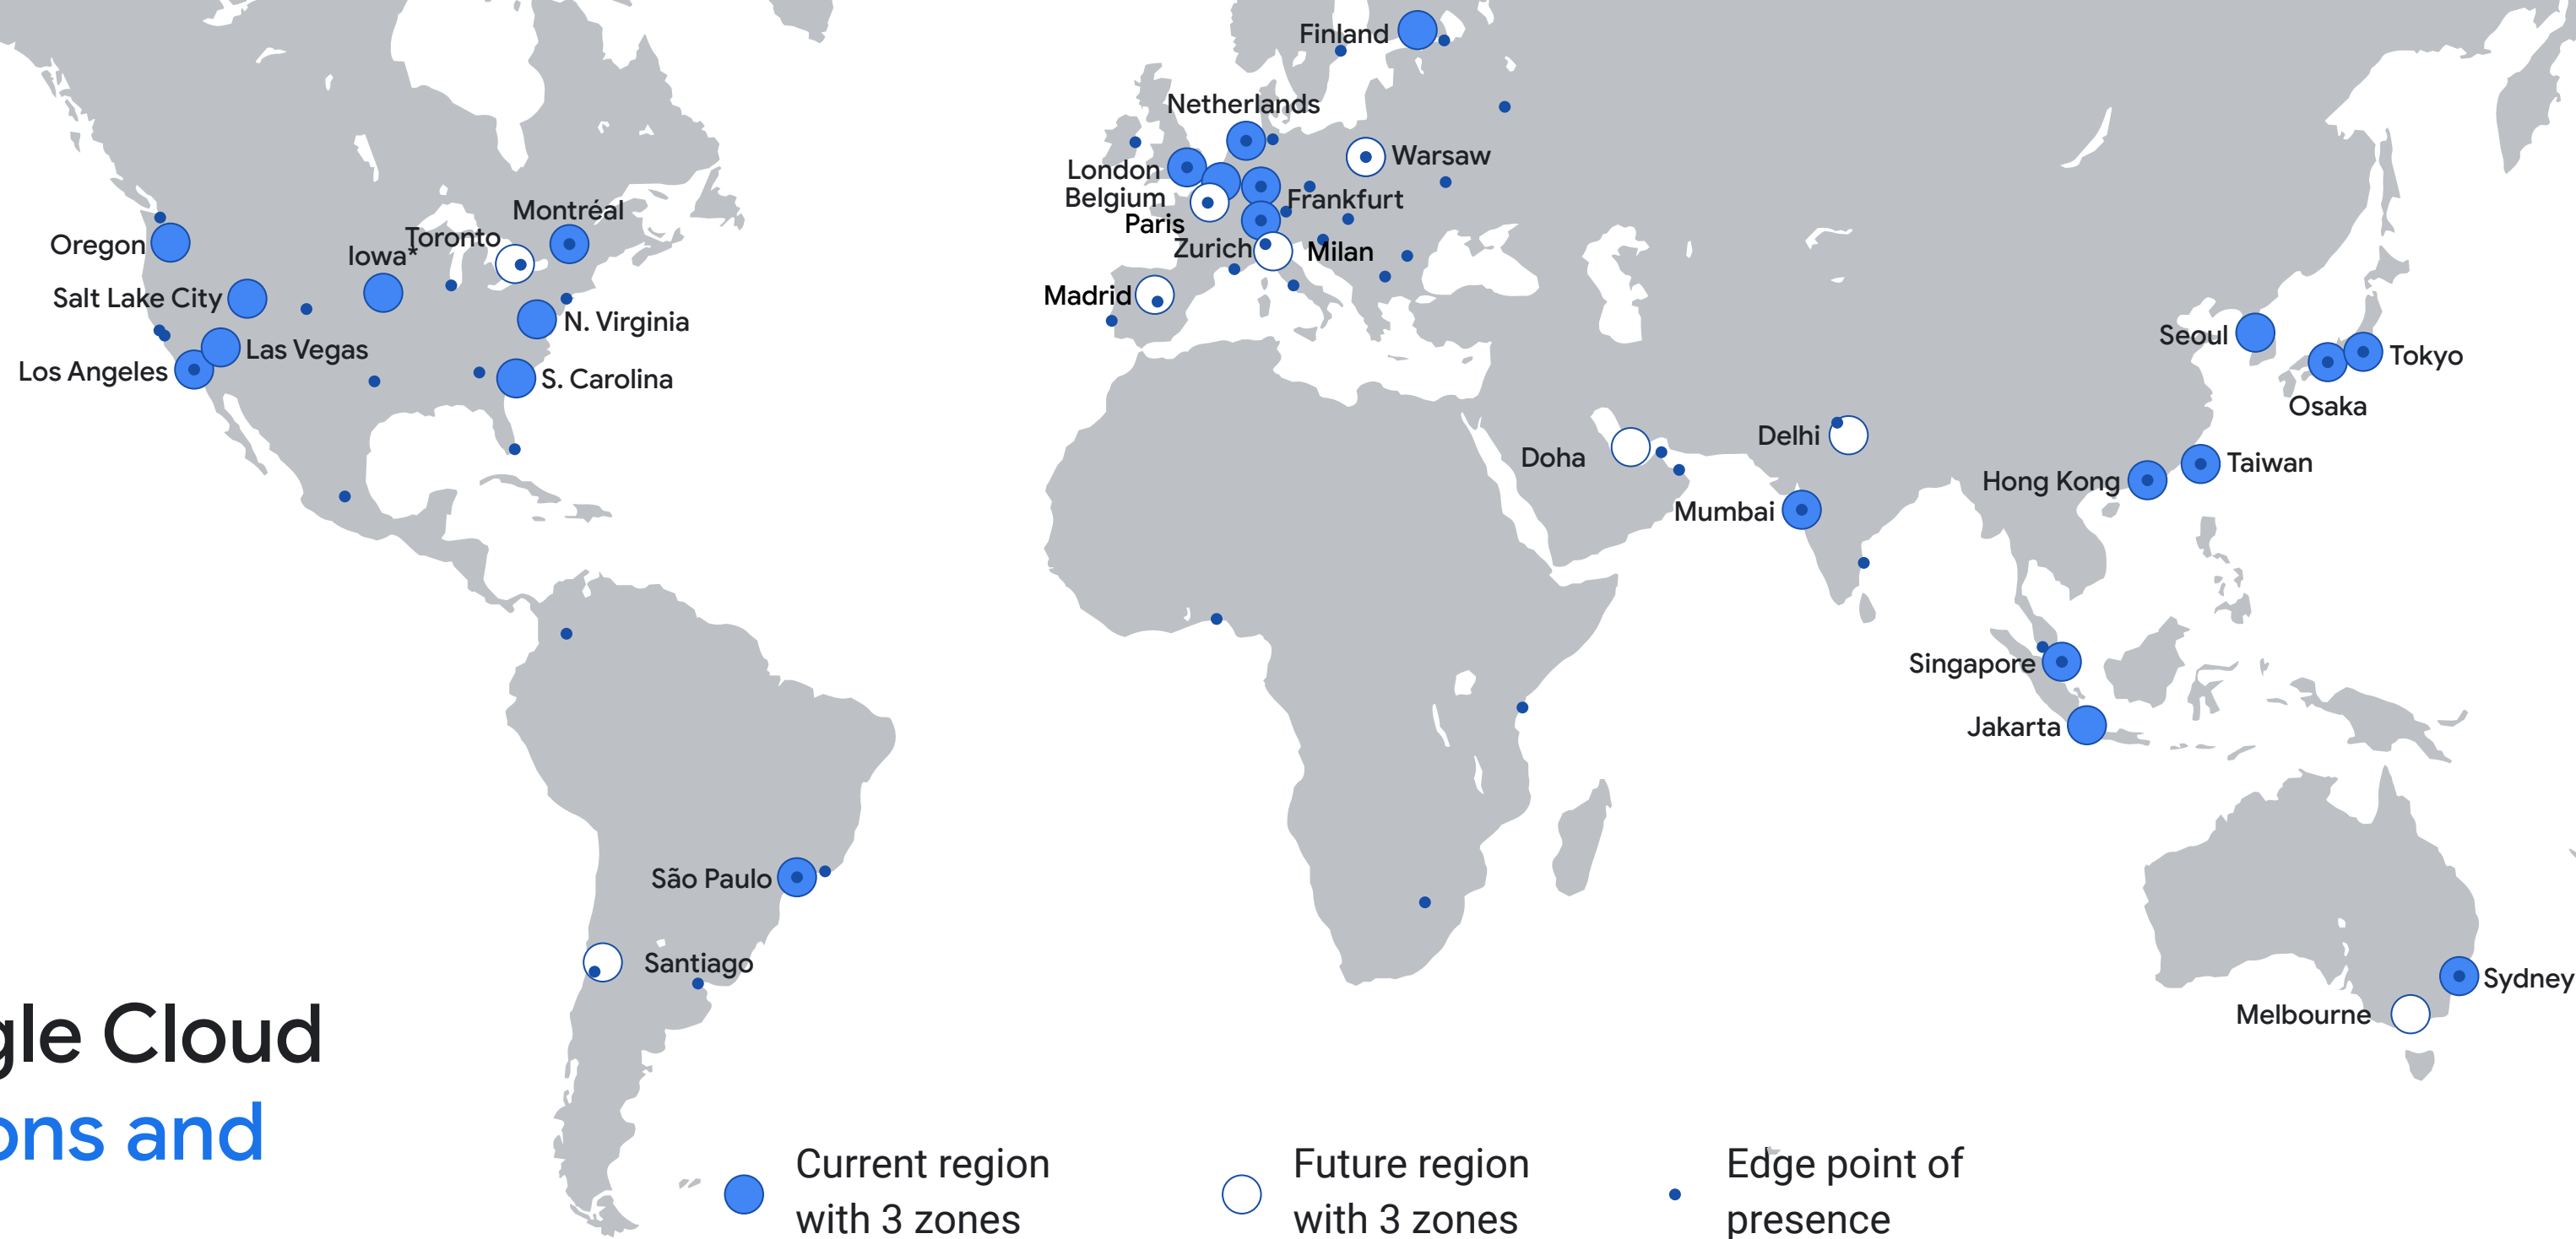 Finland
Netherlands
London
Belgium
Paris
Warsaw
Frankfurt
Zurich
Milan
Madrid
Montréal
Toronto
Iowa*
Oregon
Salt Lake City
Las Vegas
Los Angeles
N. Virginia
S. Carolina
Seoul
Tokyo
Osaka
Doha
Delhi
Mumbai
Hong Kong
Taiwan
Singapore
Jakarta
São Paulo
Santiago
Sydney
Melbourne
gle Cloud
ons and
Current region
with 3 zones
Future region
with 3 zones
Edge point of
presence